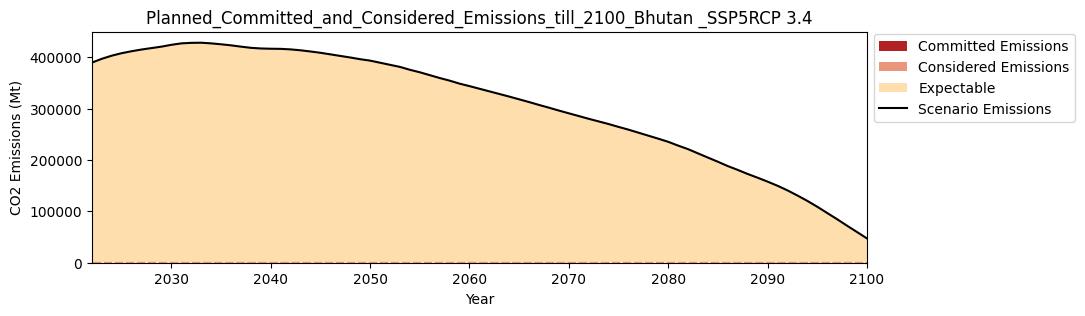 Planned_Committed_and_Considered_Emissions_till_2100_Bhutan _SSP5RCP 3.4
Committed Emissions
Considered Emissions
Expectable
Scenario Emissions
CO2 Emissions (Mt)
400000
300000
200000
100000
0
2030 2040 2050 2060 2070 2080 2090 2100
Year